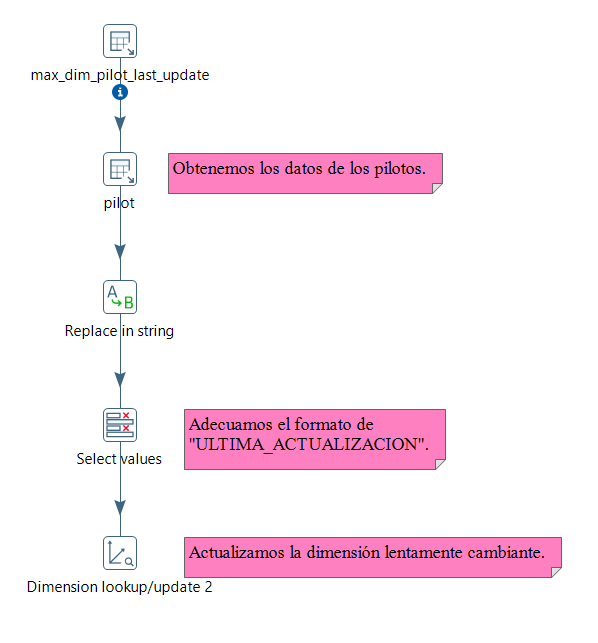 max_dim_pilot_last_update
i
pilot
Obtenemos los datos de los pilotos.
A
B
Replace in string
Select values
Adecuamos el formato de
"ULTIMA_ACTUALIZACION".
Dimension lookup/update 2
Actualizamos la dimensión lentamente cambiante.